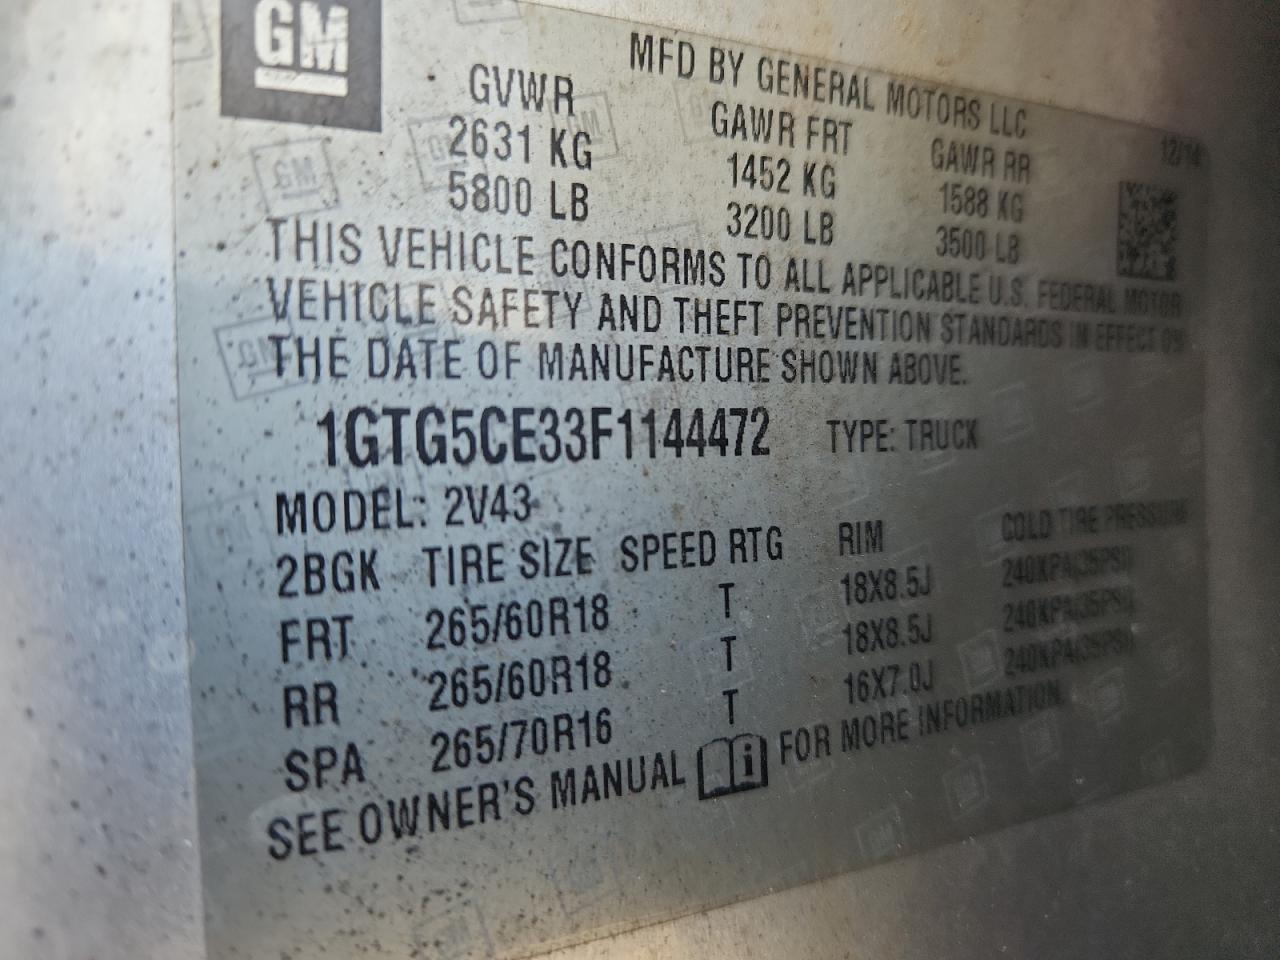 GM
MFD BY GENERAL MOTORS LLC
12/14
GVWR GAWR FRT GAWR RR
2631 KG 1452 KG 1588 KG
5800 LB 3200 LB 3500 LB
THIS VEHICLE CONFORMS TO ALL APPLICABLE U.S. FEDERAL MOTOR
VEHICLE SAFETY AND THEFT PREVENTION STANDARDS IN EFFECT ON
THE DATE OF MANUFACTURE SHOWN ABOVE.
1GTG5CE33F1144472 TYPE: TRUCK
MODEL: 2V43
2BGK TIRE SIZE SPEED RTG RIM COLD TIRE PRESSURE
FRT 265/60R18 T 18X8.5J 240KPA(35PSI)
RR 265/60R18 T 18X8.5J 240KPA(35PSI)
SPA 265/70R16 T 16X7.0J 240KPA(35PSI)
SEE OWNER'S MANUAL FOR MORE INFORMATION.